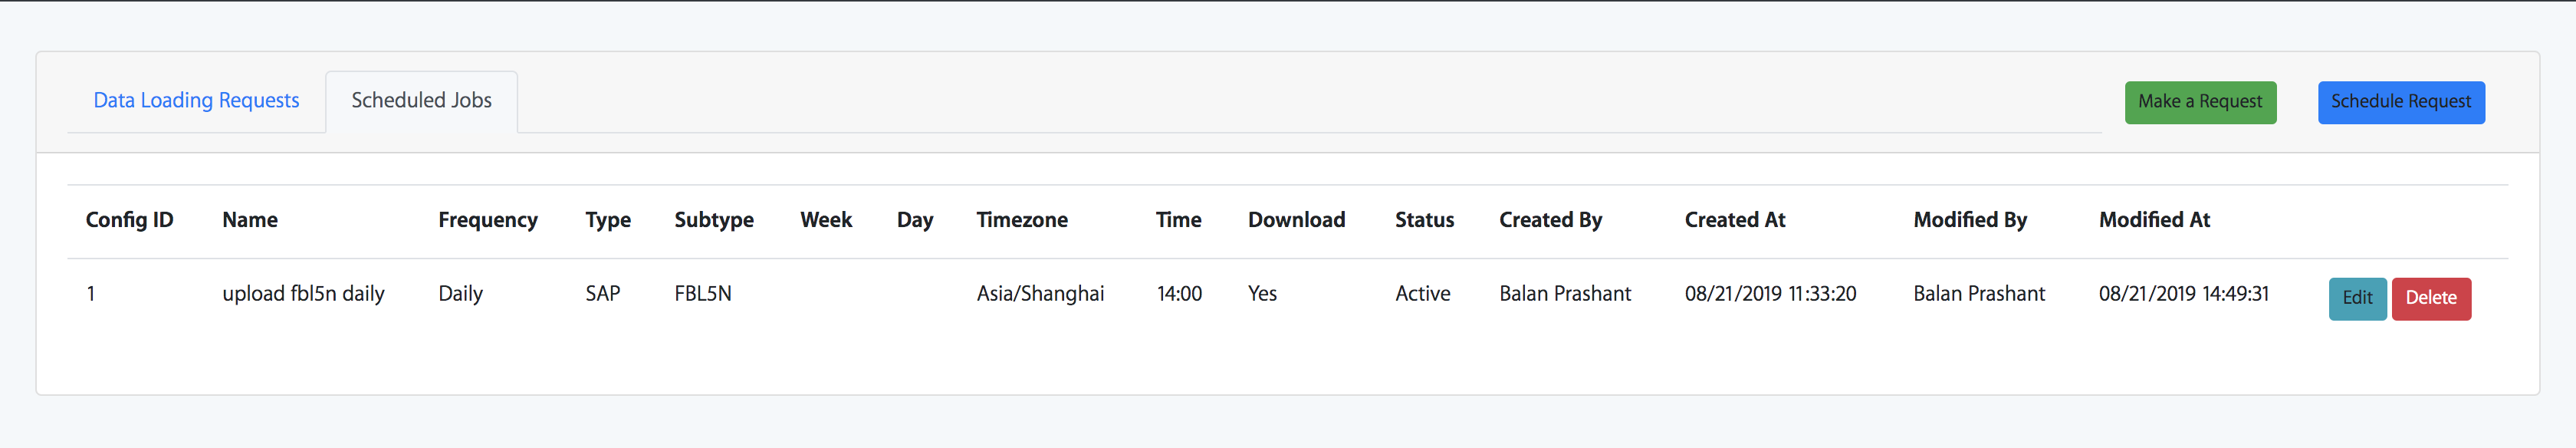 Data Loading Requests Scheduled Jobs Make a Request Schedule Request
Config ID Name Frequency Type Subtype Week Day Timezone Time Download Status Created By Created At Modified By Modified At
1 upload fbl5n daily Daily SAP FBL5N Asia/Shanghai 14:00 Yes Active Balan Prashant 08/21/2019 11:33:20 Balan Prashant 08/21/2019 14:49:31 Edit Delete